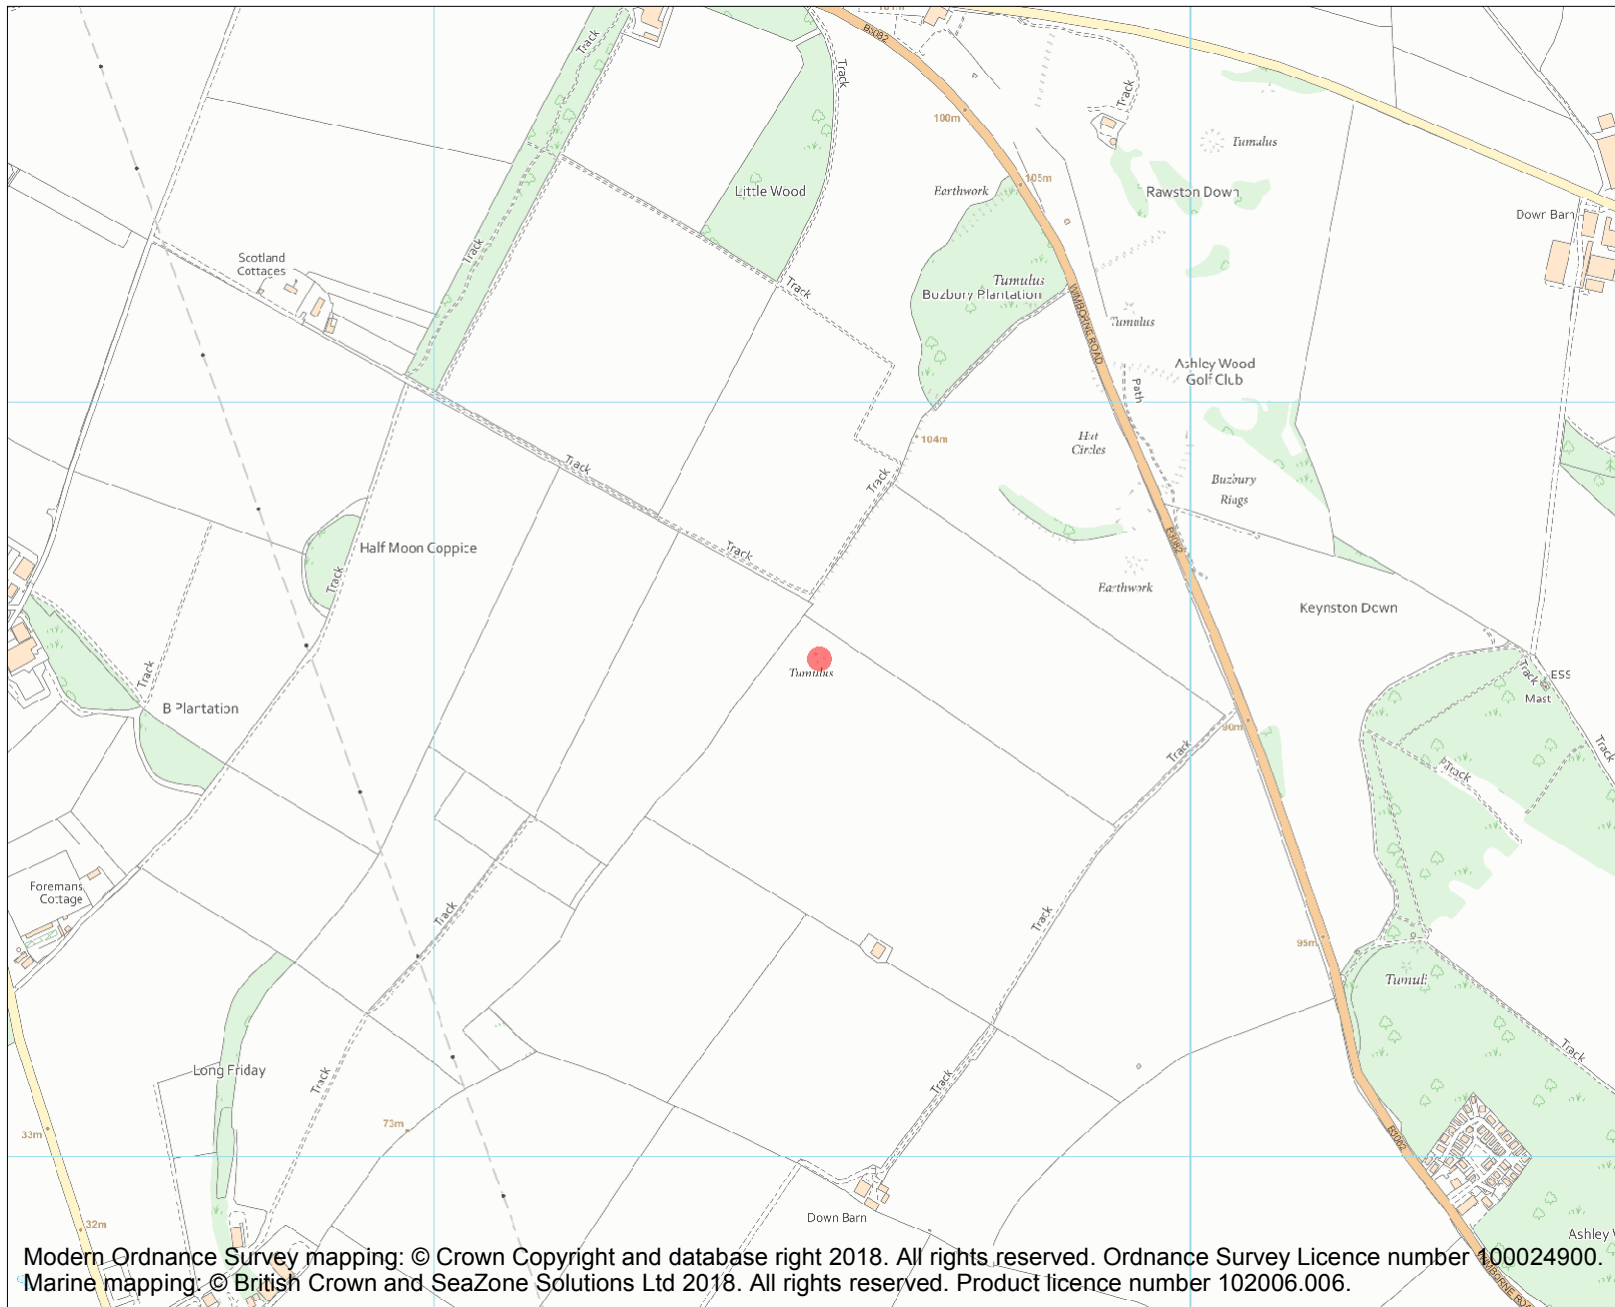 B3082
Track
Track
100m
Track
Tumulus
Little Wood
Earthwork
105m
Rawston Down
Down Barn
Track
Scotland
Cottages
Track
Tumulus
Buzbury Plantation
WIMBORNE ROAD
Tumulus
Ashley Wood
Golf Club
Path
104m
Hut
Circles
Track
Track
Buzbury
Rings
B3082
Half Moon Coppice
Track
Track
Earthwork
Keynston Down
Tumulus
Track
B Plantation
Track
ESS
Mast
90m
Track
Track
Track
Foremans
Cottage
Track
Track
95m
Tumuli
Track
Long Friday
Track
Track
73m
33m
B3082
Down Barn
32m
Modern Ordnance Survey mapping: © Crown Copyright and database right 2018. All rights reserved. Ordnance Survey Licence number 100024900.
Marine mapping: © British Crown and SeaZone Solutions Ltd 2018. All rights reserved. Product licence number 102006.006.